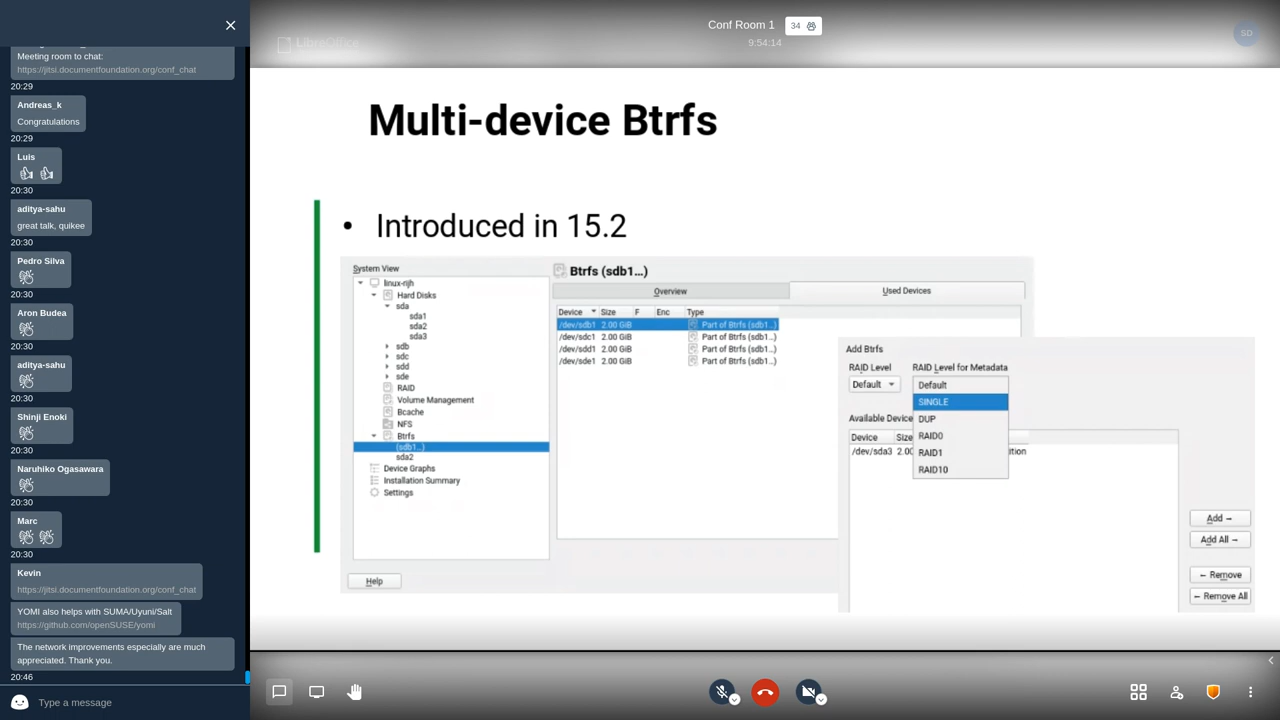 Meeting room to chat:
https://jitsi.documentfoundation.org/conf_chat
20:29
Andreas_k
Congratulations
20:29
Luis
20:30
aditya-sahu
great talk, quikee
20:30
Pedro Silva
20:30
Aron Budea
20:30
aditya-sahu
20:30
Shinji Enoki
20:30
Naruhiko Ogasawara
20:30
Marc
20:30
Kevin
https://jitsi.documentfoundation.org/conf_chat
YOMI also helps with SUMA/Uyuni/Salt
https://github.com/openSUSE/yomi
The network improvements especially are much
appreciated. Thank you.
20:46
Type a message
Conf Room 1 34
9:54:14
LibreOffice
SD
Multi-device Btrfs
• Introduced in 15.2
System View
linux-rijh
Hard Disks
sda
sda1
sda2
sda3
sdb
sdc
sdd
sde
RAID
Volume Management
Bcache
NFS
Btrfs
(sdb1...)
sda2
Device Graphs
Installation Summary
Settings
Help
Btrfs (sdb1...)
Overview Used Devices
Device Size F Enc Type
/dev/sdb1 2.00 GiB Part of Btrfs (sdb1...)
/dev/sdc1 2.00 GiB Part of Btrfs (sdb1...)
/dev/sdd1 2.00 GiB Part of Btrfs (sdb1...)
/dev/sde1 2.00 GiB Part of Btrfs (sdb1...)
Add Btrfs
RAID Level RAID Level for Metadata
Default Default
SINGLE
DUP
RAID0
RAID1
RAID10
Available Device
Device Size
/dev/sda3 2.00 ition
Add →
Add All →
← Remove
← Remove All